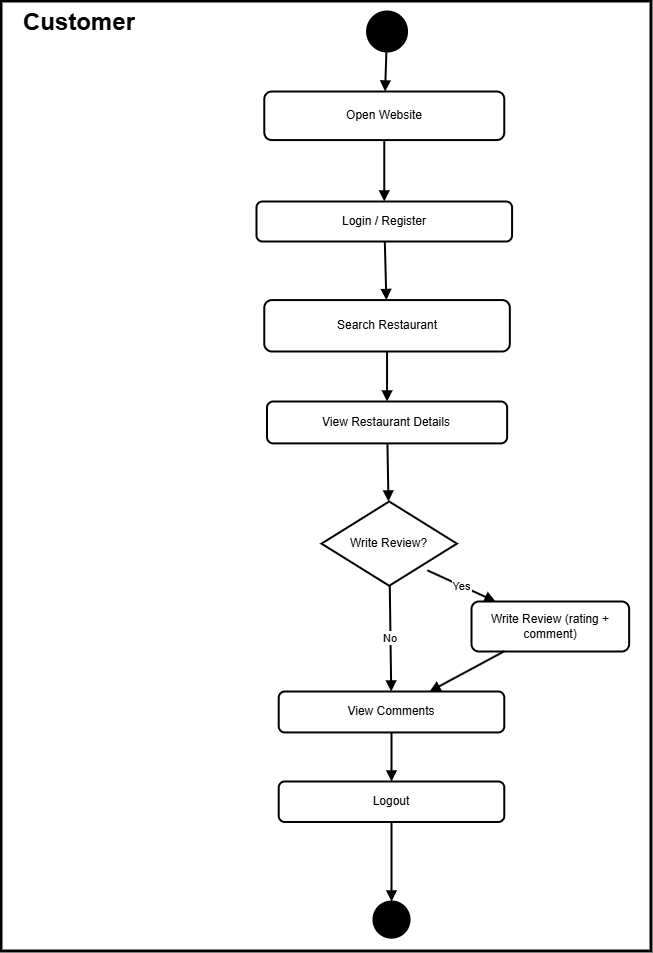 Customer
Open Website
Login / Register
Search Restaurant
View Restaurant Details
Write Review?
Yes
Write Review (rating +
comment)
No
View Comments
Logout